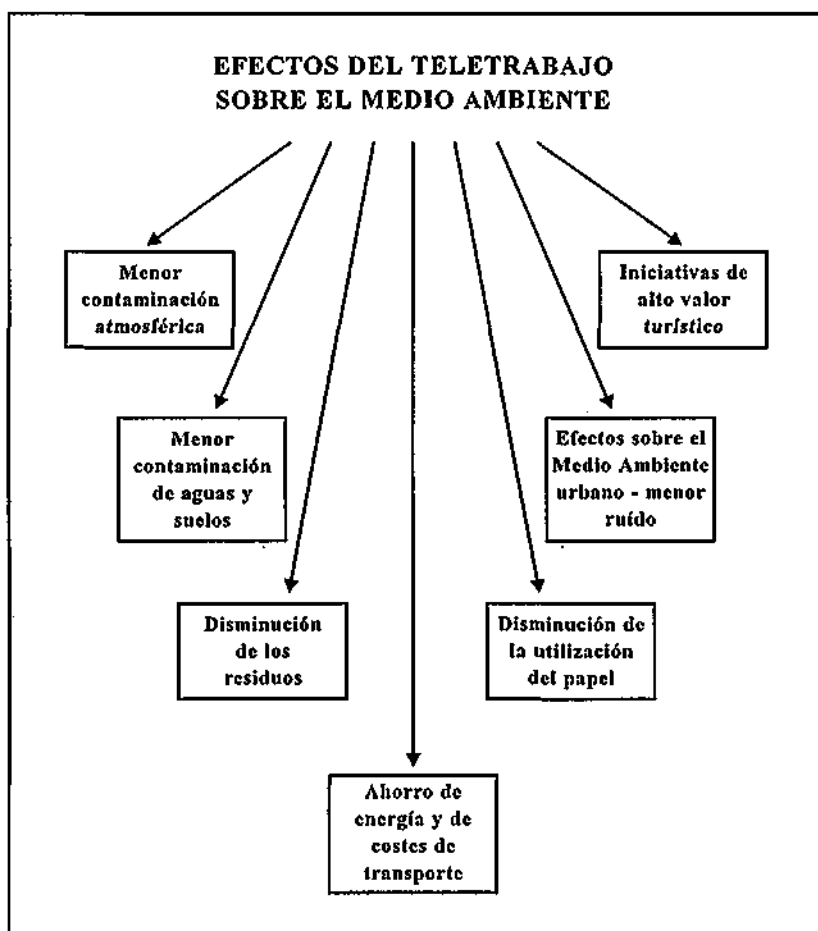 EFECTOS DEL TELETRABAJO
SOBRE EL MEDIO AMBIENTE
Menor
contaminación
atmosférica
Iniciativas de
alto valor
turístico
Menor
contaminación
de aguas y
suelos
Efectos sobre el
Medio Ambiente
urbano - menor
ruído
Disminución
de los
residuos
Disminución de
la utilización
del papel
Ahorro de
energía y de
costes de
transporte